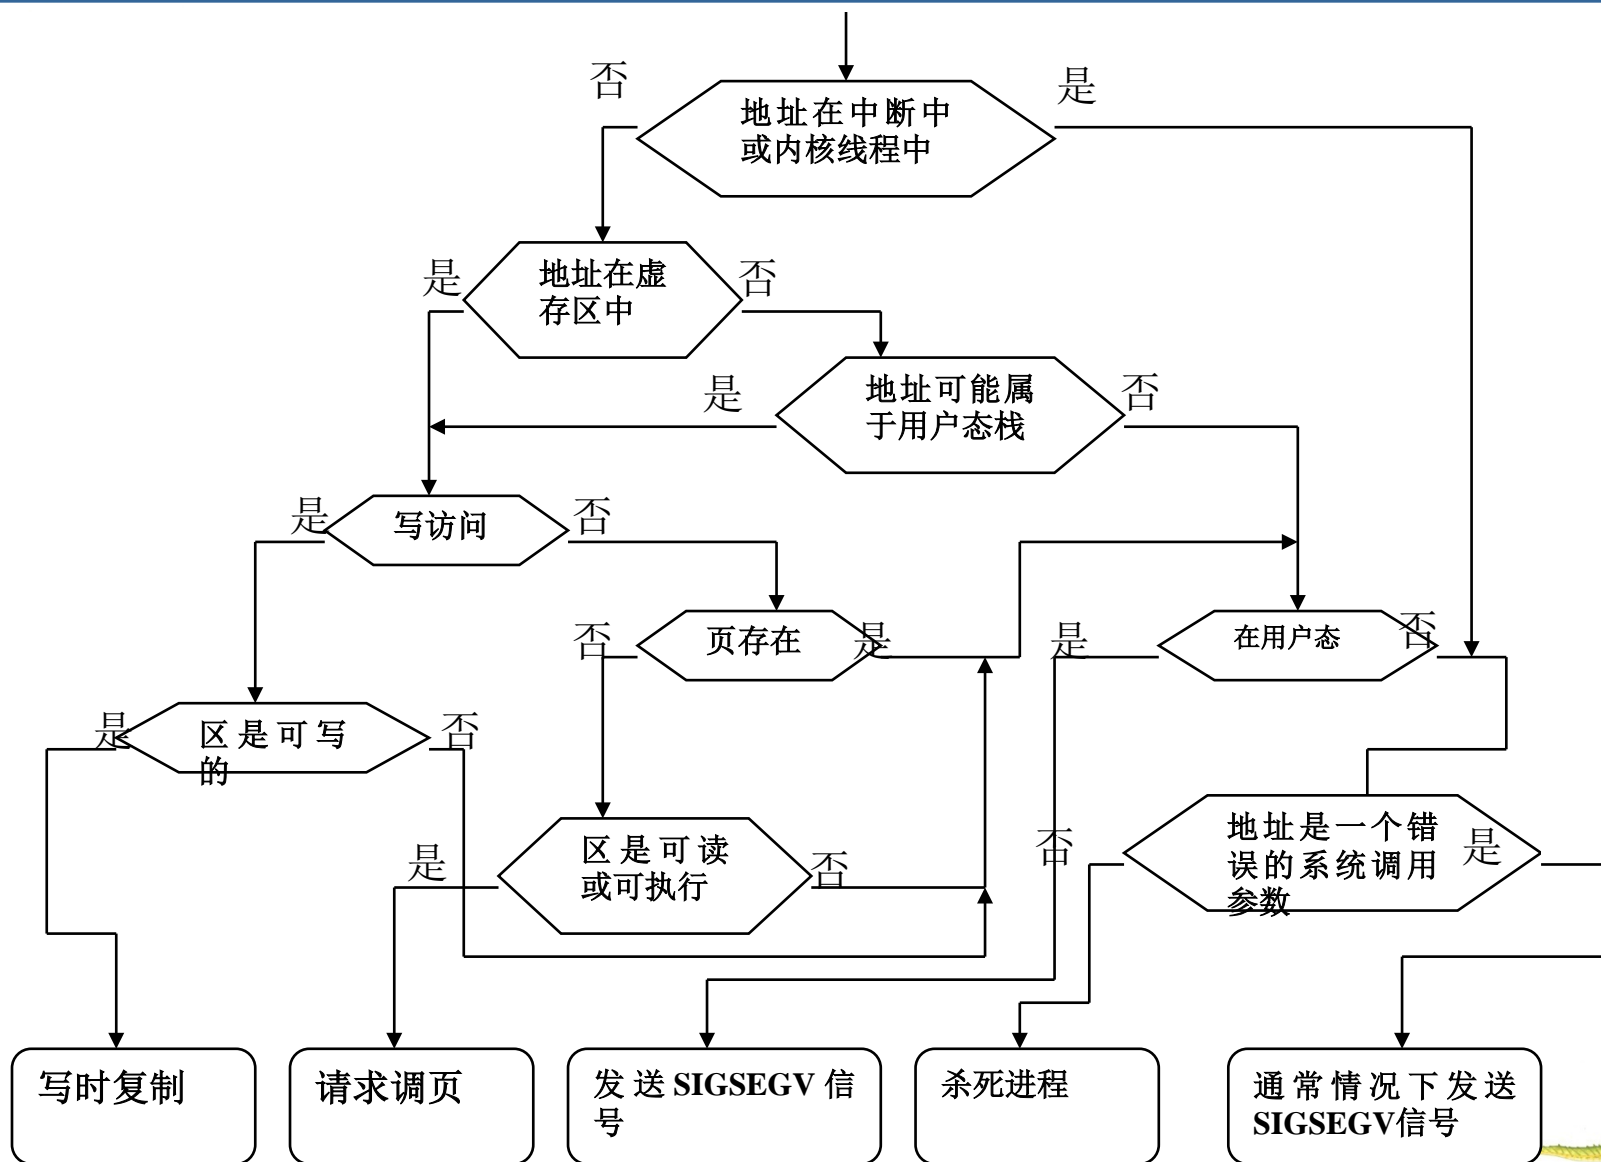 否
是
地址在中断中
或内核线程中
是
地址在虚
存区中
否
是
地址可能属
于用户态栈
否
是
写访问
否
否
页存在
是
是
在用户态
否
是
区是可写
的
否
是
区是可读
或可执行
否
否
地址是一个错
误的系统调用
参数
是
写时复制
请求调页
发送SIGSEGV信
号
杀死进程
通常情况下发送
SIGSEGV信号